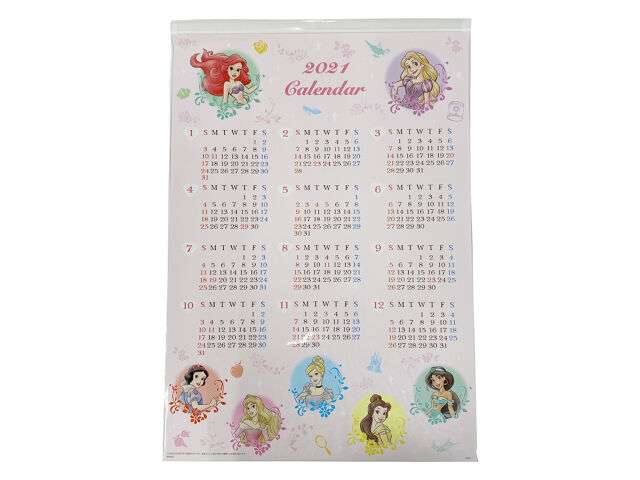 2021
Calendar
1 S M T W T F S
1 2
3 4 5 6 7 8 9
10 11 12 13 14 15 16
17 18 19 20 21 22 23
24 25 26 27 28 29 30
31
2 S M T W T F S
1 2 3 4 5 6
7 8 9 10 11 12 13
14 15 16 17 18 19 20
21 22 23 24 25 26 27
28
3 S M T W T F S
1 2 3 4 5 6
7 8 9 10 11 12 13
14 15 16 17 18 19 20
21 22 23 24 25 26 27
28 29 30 31
4 S M T W T F S
1 2 3
4 5 6 7 8 9 10
11 12 13 14 15 16 17
18 19 20 21 22 23 24
25 26 27 28 29 30
5 S M T W T F S
1
2 3 4 5 6 7 8
9 10 11 12 13 14 15
16 17 18 19 20 21 22
23 24 25 26 27 28 29
30 31
6 S M T W T F S
1 2 3 4 5
6 7 8 9 10 11 12
13 14 15 16 17 18 19
20 21 22 23 24 25 26
27 28 29 30
7 S M T W T F S
1 2 3
4 5 6 7 8 9 10
11 12 13 14 15 16 17
18 19 20 21 22 23 24
25 26 27 28 29 30 31
8 S M T W T F S
1 2 3 4 5 6 7
8 9 10 11 12 13 14
15 16 17 18 19 20 21
22 23 24 25 26 27 28
29 30 31
9 S M T W T F S
1 2 3 4
5 6 7 8 9 10 11
12 13 14 15 16 17 18
19 20 21 22 23 24 25
26 27 28 29 30
10 S M T W T F S
1 2
3 4 5 6 7 8 9
10 11 12 13 14 15 16
17 18 19 20 21 22 23
24 25 26 27 28 29 30
31
11 S M T W T F S
1 2 3 4 5 6
7 8 9 10 11 12 13
14 15 16 17 18 19 20
21 22 23 24 25 26 27
28 29 30
12 S M T W T F S
1 2 3 4
5 6 7 8 9 10 11
12 13 14 15 16 17 18
19 20 21 22 23 24 25
26 27 28 29 30 31